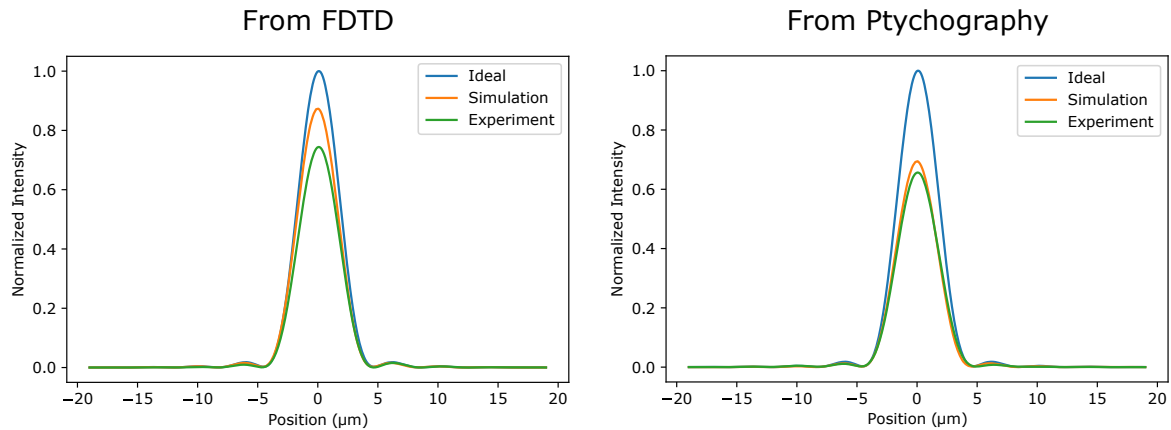 From FDTD
Normalized Intensity
1.0
0.8
0.6
0.4
0.2
0.0
Ideal
Simulation
Experiment
−20 −15 −10 −5 0 5 10 15 20
Position (μm)
From Ptychography
Normalized Intensity
1.0
0.8
0.6
0.4
0.2
0.0
Ideal
Simulation
Experiment
−20 −15 −10 −5 0 5 10 15 20
Position (μm)